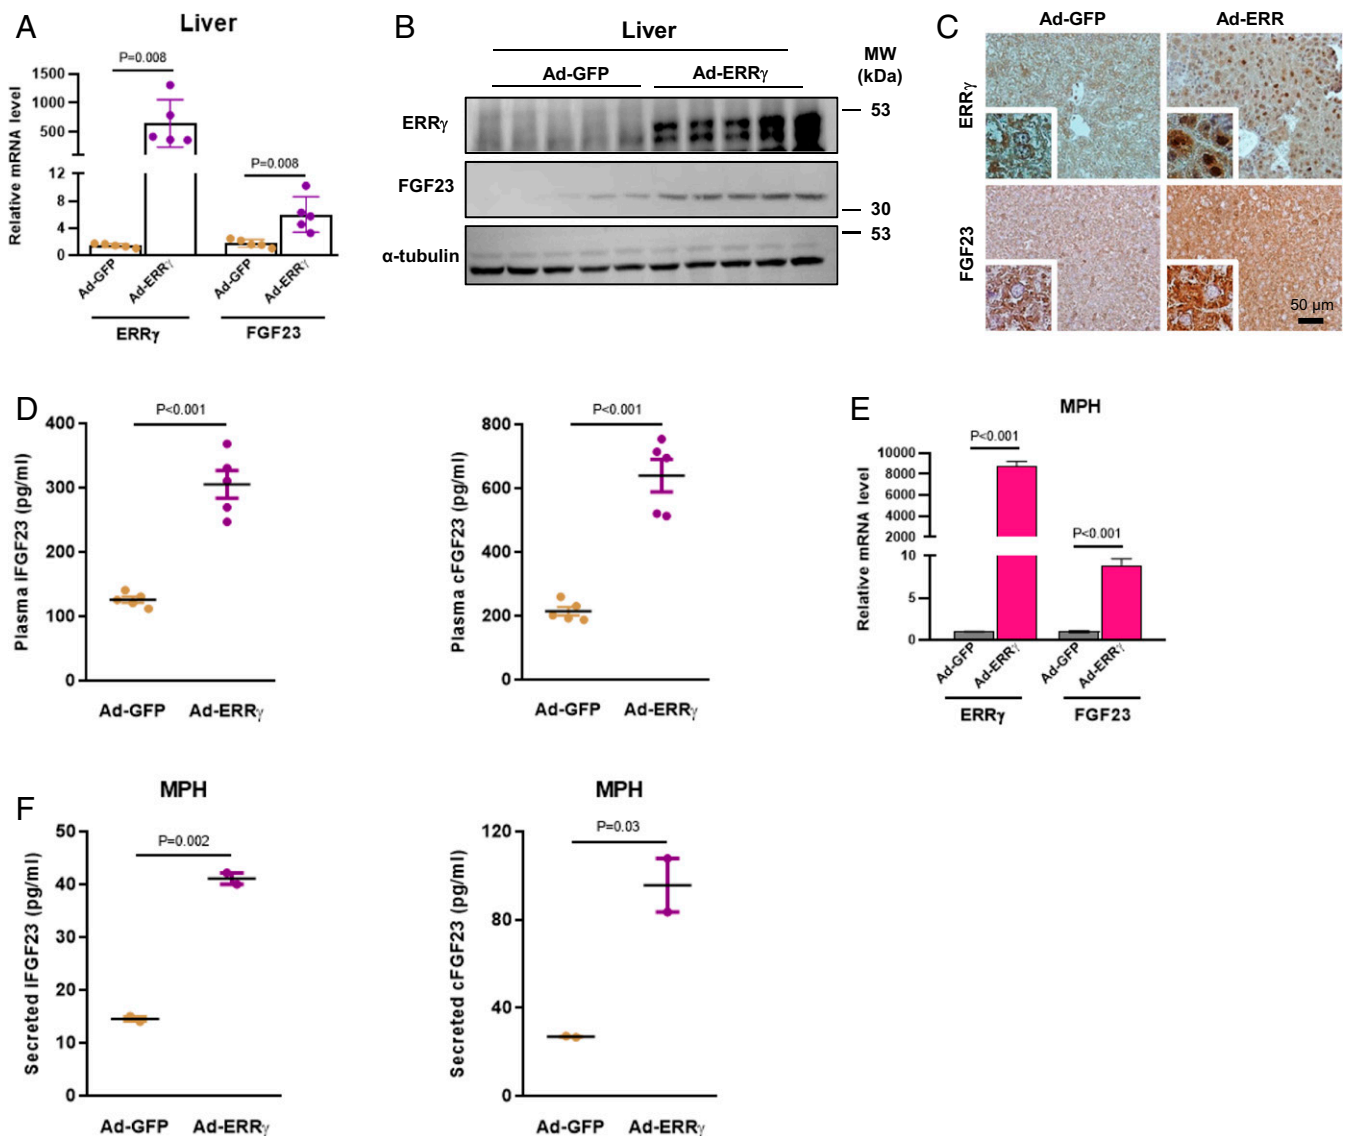 A
Liver
P=0.008
P=0.008
Relative mRNA level
1500
1000
500
12
8
4
0
Ad-GFP
Ad-ERRγ
Ad-GFP
Ad-ERRγ
ERRγ
FGF23
B
Liver
Ad-GFP
Ad-ERRγ
MW
(kDa)
ERRγ
53
FGF23
30
53
α-tubulin
C
Ad-GFP
Ad-ERR
ERRγ
FGF23
50 µm
D
P<0.001
Plasma iFGF23 (pg/ml)
400
300
200
100
0
Ad-GFP
Ad-ERRγ
P<0.001
Plasma cFGF23 (pg/ml)
800
600
400
200
0
Ad-GFP
Ad-ERRγ
E
MPH
P<0.001
P<0.001
Relative mRNA level
10000
8000
6000
4000
2000
10
5
0
Ad-GFP
Ad-ERRγ
Ad-GFP
Ad-ERRγ
ERRγ
FGF23
F
MPH
P=0.002
Secreted iFGF23 (pg/ml)
50
40
30
20
10
0
Ad-GFP
Ad-ERRγ
MPH
P=0.03
Secreted cFGF23 (pg/ml)
120
80
40
0
Ad-GFP
Ad-ERRγ